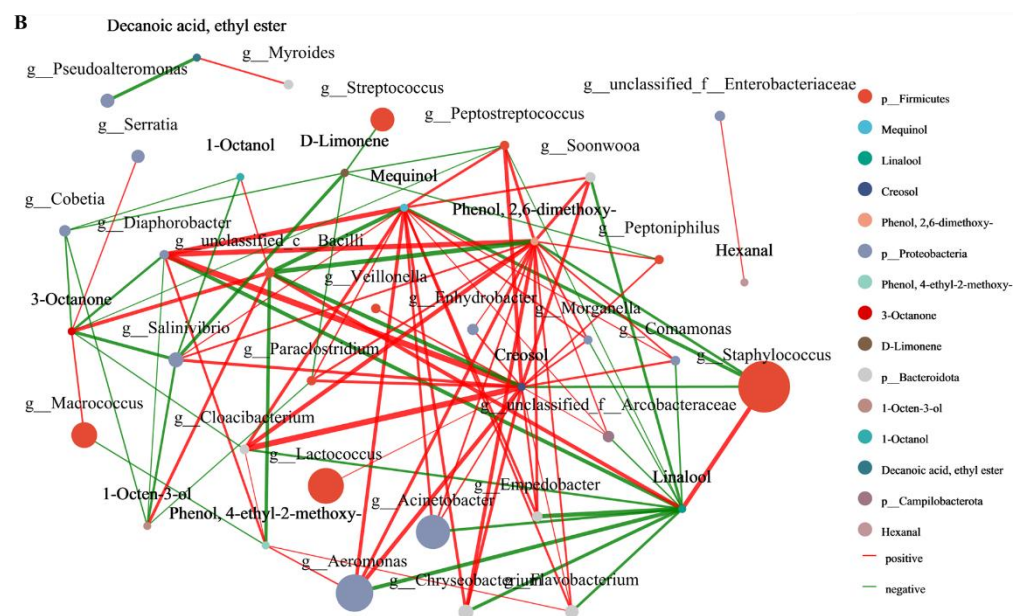 B
Decanoic acid, ethyl ester
g__Myroides
g__Pseudoalteromonas
g__Streptococcus
g__unclassified_f__Enterobacteriaceae
g__Serratia
g__Peptostreptococcus
1-Octanol
D-Limonene
g__Soonwooa
Mequinol
g__Cobetia
g__Diaphorobacter
Phenol, 2,6-dimethoxy-
g__unclassified_c__Bacilli
g__Peptoniphilus
Hexanal
g__Veillonella
3-Octanone
g__Enhydrobacter
g__Morganella
g__Salinivibrio
g__Comamonas
g__Paraclostridium
Creosol
g__Staphylococcus
g__Macrococcus
g__unclassified_f__Arcobacteraceae
g__Cloacibacterium
g__Lactococcus
Linalool
g__Empedobacter
1-Octen-3-ol
g__Acinetobacter
Phenol, 4-ethyl-2-methoxy-
g__Aeromonas
g__Chryseobacterium
g__Flavobacterium
p__Firmicutes
Mequinol
Linalool
Creosol
Phenol, 2,6-dimethoxy-
p__Proteobacteria
Phenol, 4-ethyl-2-methoxy-
3-Octanone
D-Limonene
p__Bacteroidota
1-Octen-3-ol
1-Octanol
Decanoic acid, ethyl ester
p__Campilobacterota
Hexanal
positive
negative